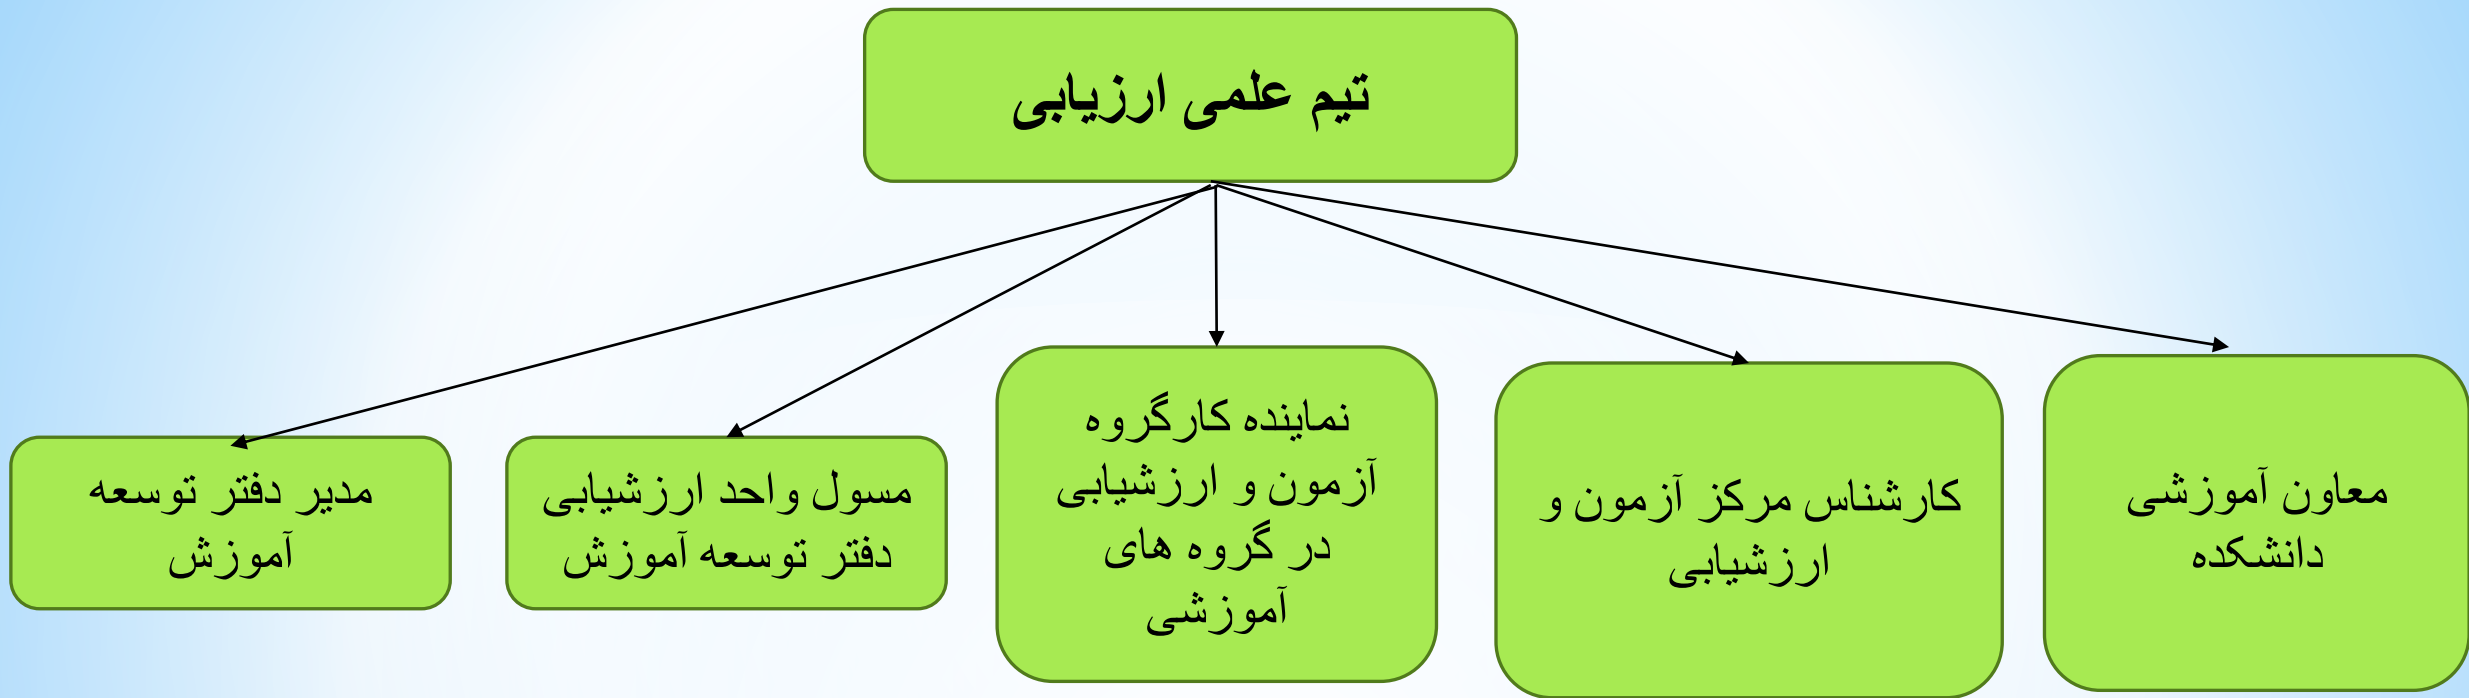 تیم علمی ارزیابی
معاون آموزشی
دانشکده
کارشناس مرکز آزمون و
ارزشیابی
نماینده کارگروه
آزمون و ارزشیابی
در گروه های
آموزشی
مسول واحد ارزشیابی
دفتر توسعه آموزش
مدیر دفتر توسعه
آموزش